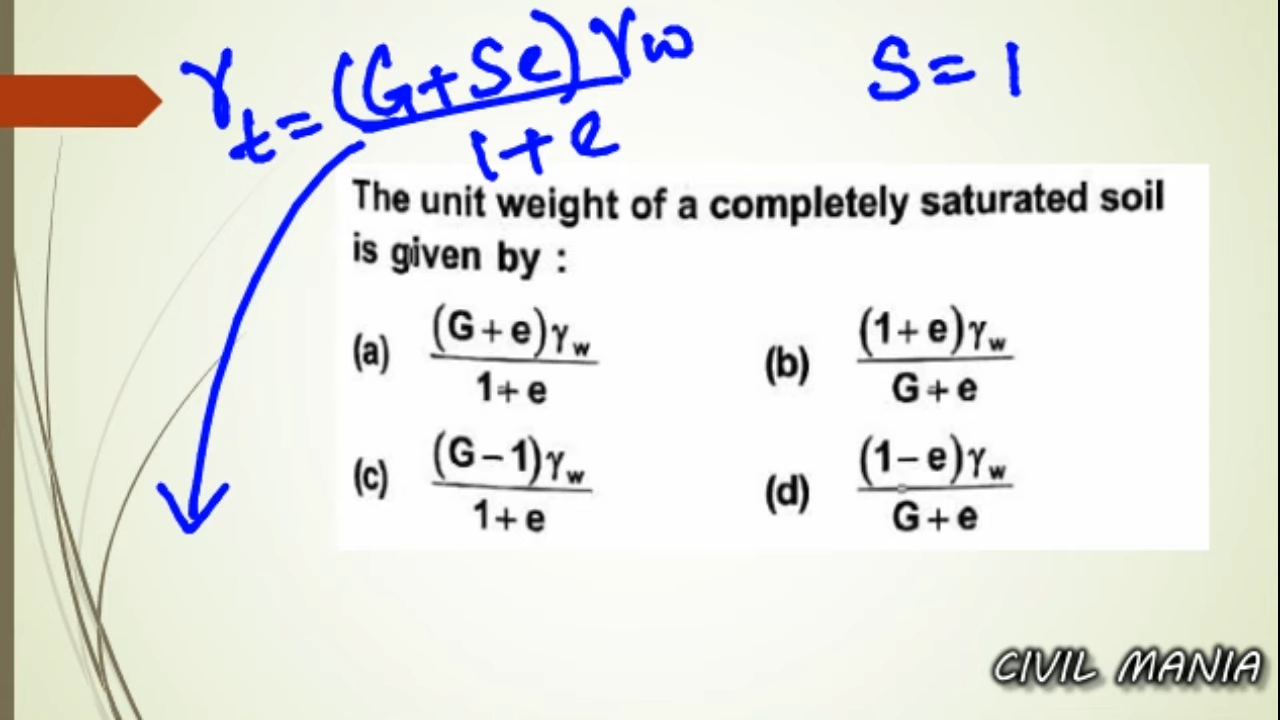 γt = (G+Se)γw S=1
1+e
The unit weight of a completely saturated soil
is given by :
(a) (G+e)γw
1+e
(b) (1+e)γw
G+e
(c) (G−1)γw
1+e
(d) (1−e)γw
G+e
CIVIL MANIA